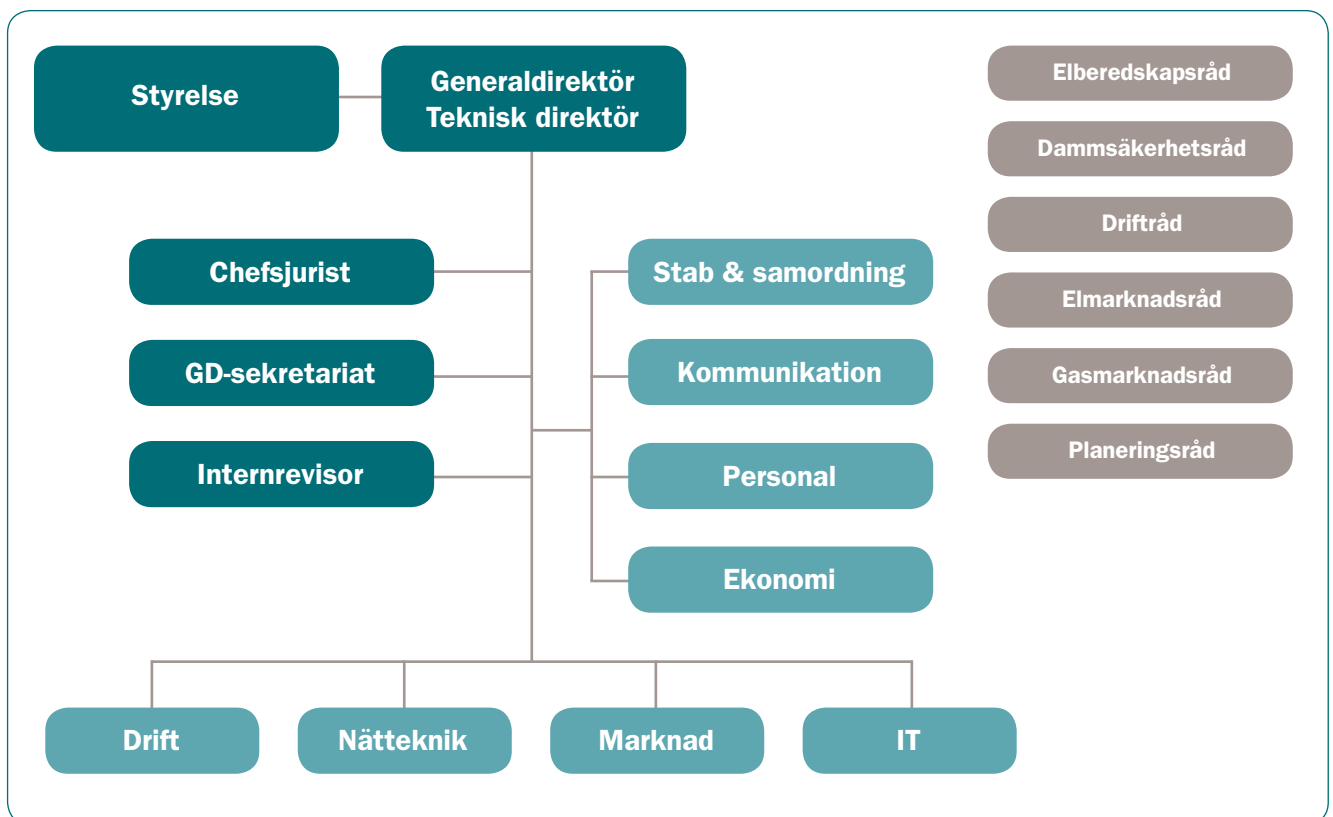 Styrelse
Generaldirektör
Teknisk direktör
Chefsjurist
GD-sekretariat
Internrevisor
Stab & samordning
Kommunikation
Personal
Ekonomi
Drift
Nätteknik
Marknad
IT
Elberedskapsråd
Dammsäkerhetsråd
Driftråd
Elmarknadsråd
Gasmarknadsråd
Planeringsråd